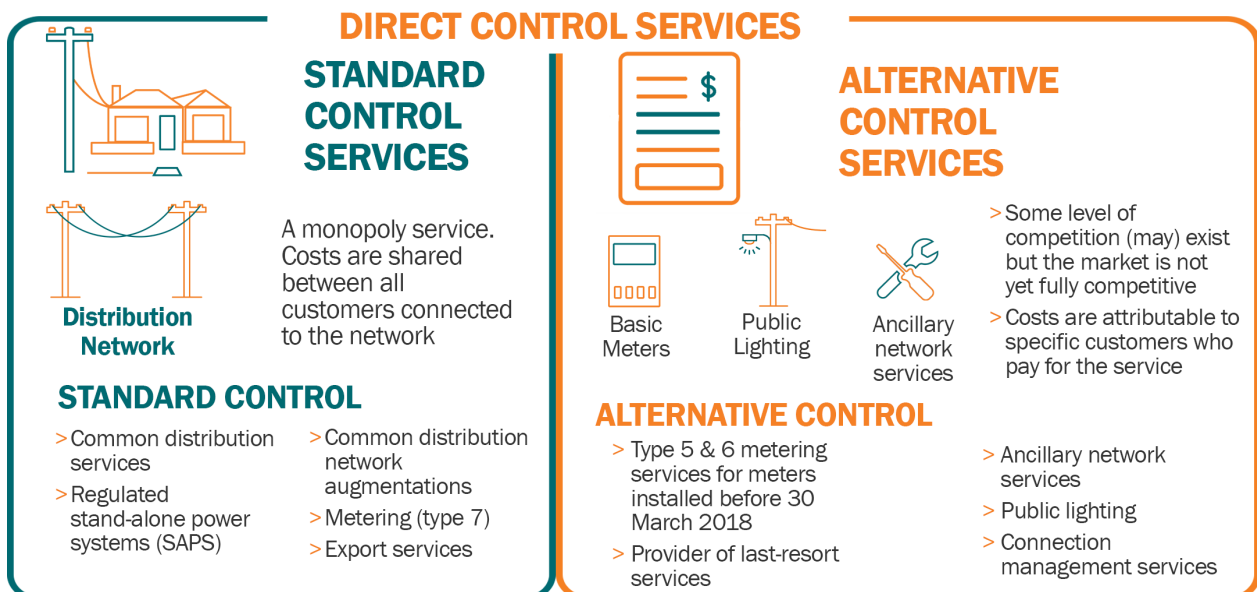 DIRECT CONTROL SERVICES
STANDARD
CONTROL
SERVICES
A monopoly service.
Costs are shared
between all
customers connected
to the network
Distribution
Network
STANDARD CONTROL
> Common distribution
services
> Regulated
stand-alone power
systems (SAPS)
> Common distribution
network
augmentations
> Metering (type 7)
> Export services
$
ALTERNATIVE
CONTROL
SERVICES
Basic
Meters
Public
Lighting
Ancillary
network
services
> Some level of
competition (may) exist
but the market is not
yet fully competitive
> Costs are attributable to
specific customers who
pay for the service
ALTERNATIVE CONTROL
> Type 5 & 6 metering
services for meters
installed before 30
March 2018
> Provider of last-resort
services
> Ancillary network
services
> Public lighting
> Connection
management services